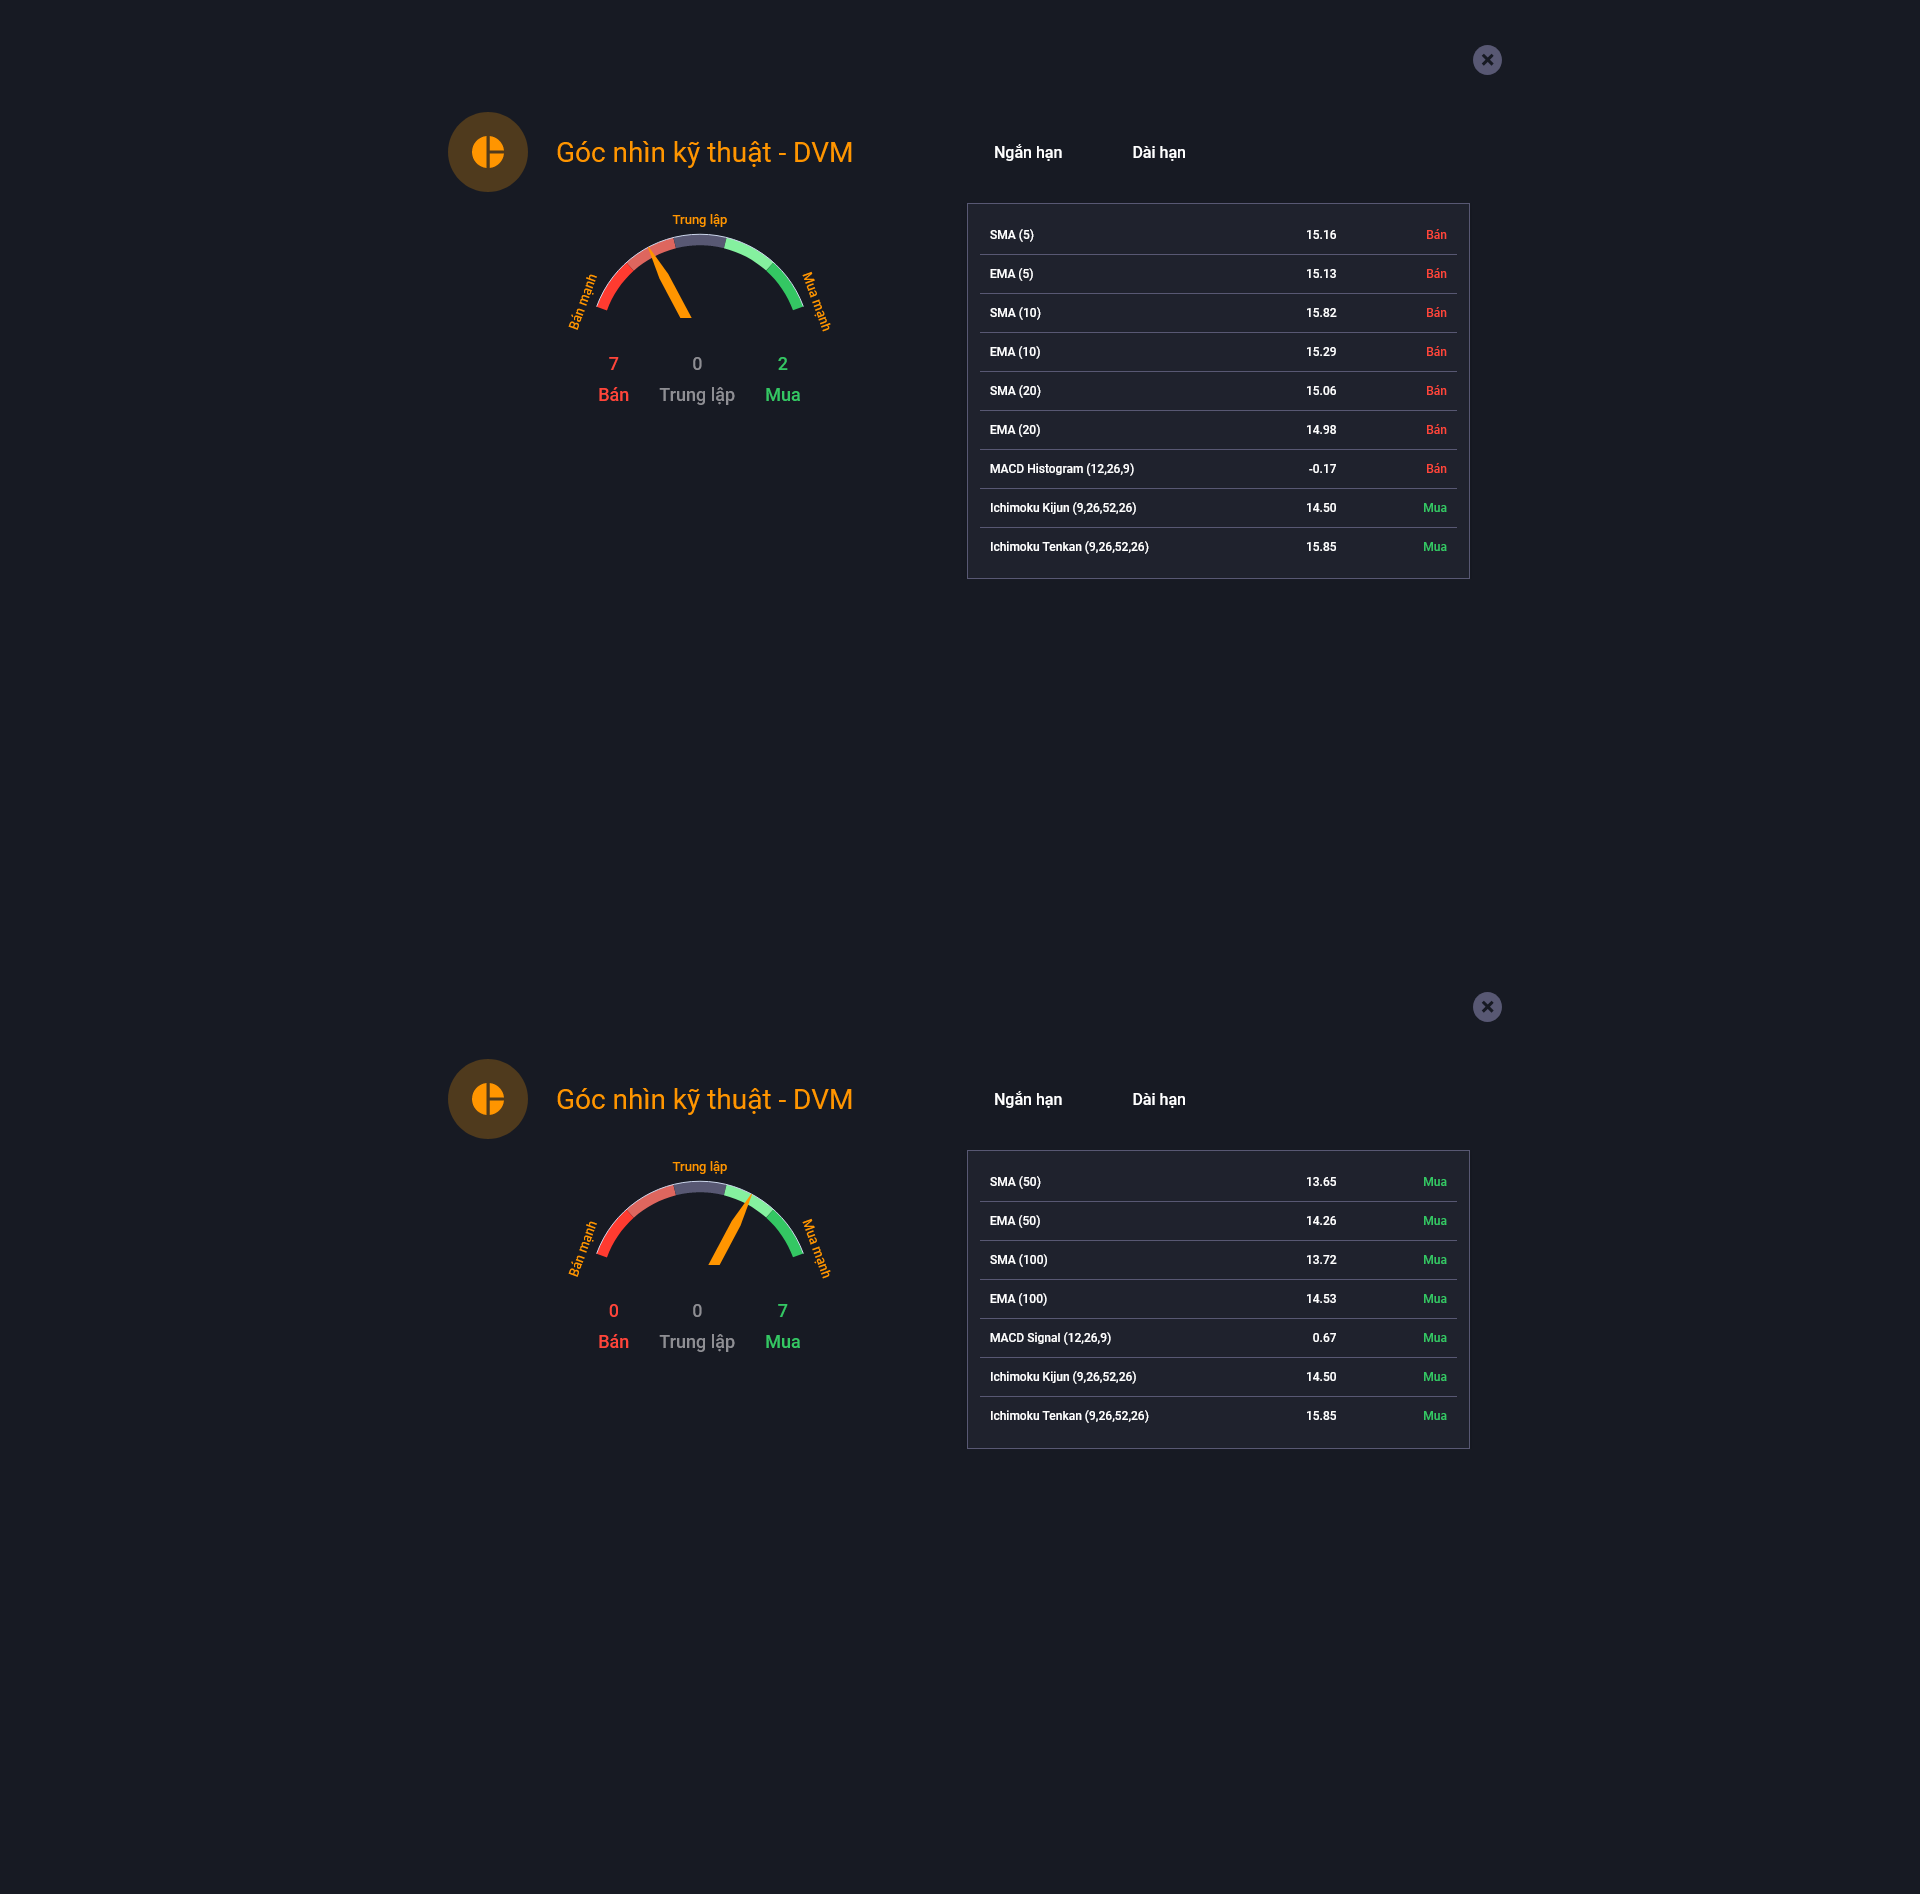 Góc nhìn kỹ thuật - DVM
Ngắn hạn Dài hạn
Trung lập
Bán mạnh
Mua mạnh
7 0 2
Bán Trung lập Mua
SMA (5) 15.16 Bán
EMA (5) 15.13 Bán
SMA (10) 15.82 Bán
EMA (10) 15.29 Bán
SMA (20) 15.06 Bán
EMA (20) 14.98 Bán
MACD Histogram (12,26,9) -0.17 Bán
Ichimoku Kijun (9,26,52,26) 14.50 Mua
Ichimoku Tenkan (9,26,52,26) 15.85 Mua
Góc nhìn kỹ thuật - DVM
Ngắn hạn Dài hạn
Trung lập
Bán mạnh
Mua mạnh
0 0 7
Bán Trung lập Mua
SMA (50) 13.65 Mua
EMA (50) 14.26 Mua
SMA (100) 13.72 Mua
EMA (100) 14.53 Mua
MACD Signal (12,26,9) 0.67 Mua
Ichimoku Kijun (9,26,52,26) 14.50 Mua
Ichimoku Tenkan (9,26,52,26) 15.85 Mua